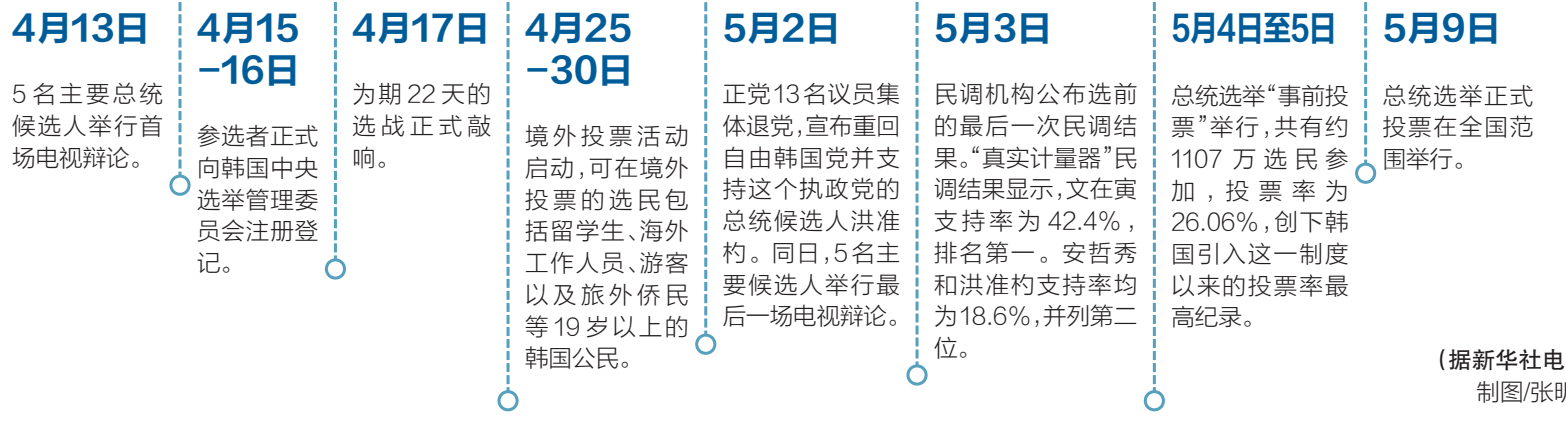 4月13日
5名主要总统
候选人举行首
场电视辩论。
4月15
-16日
参选者正式
向韩国中央
选举管理委
员会注册登
记。
4月17日
为期22天的
选战正式敲
响。
4月25
-30日
境外投票活动
启动,可在境外
投票的选民包
括留学生、海外
工作人员、游客
以及旅外侨民
等19岁以上的
韩国公民。
5月2日
正党13名议员集
体退党,宣布重回
自由韩国党并支
持这个执政党的
总统候选人洪准
杓。同日,5名主
要候选人举行最
后一场电视辩论。
5月3日
民调机构公布选前
的最后一次民调结
果。“真实计量器”民
调结果显示,文在寅
支持率为42.4%,
排名第一。安哲秀
和洪准杓支持率均
为18.6%,并列第二
位。
5月4日至5日
总统选举“事前投
票”举行,共有约
1107万选民参
加,投票率为
26.06%,创下韩
国引入这一制度
以来的投票率最
高纪录。
5月9日
总统选举正式
投票在全国范
围举行。
(据新华社电
制图/张